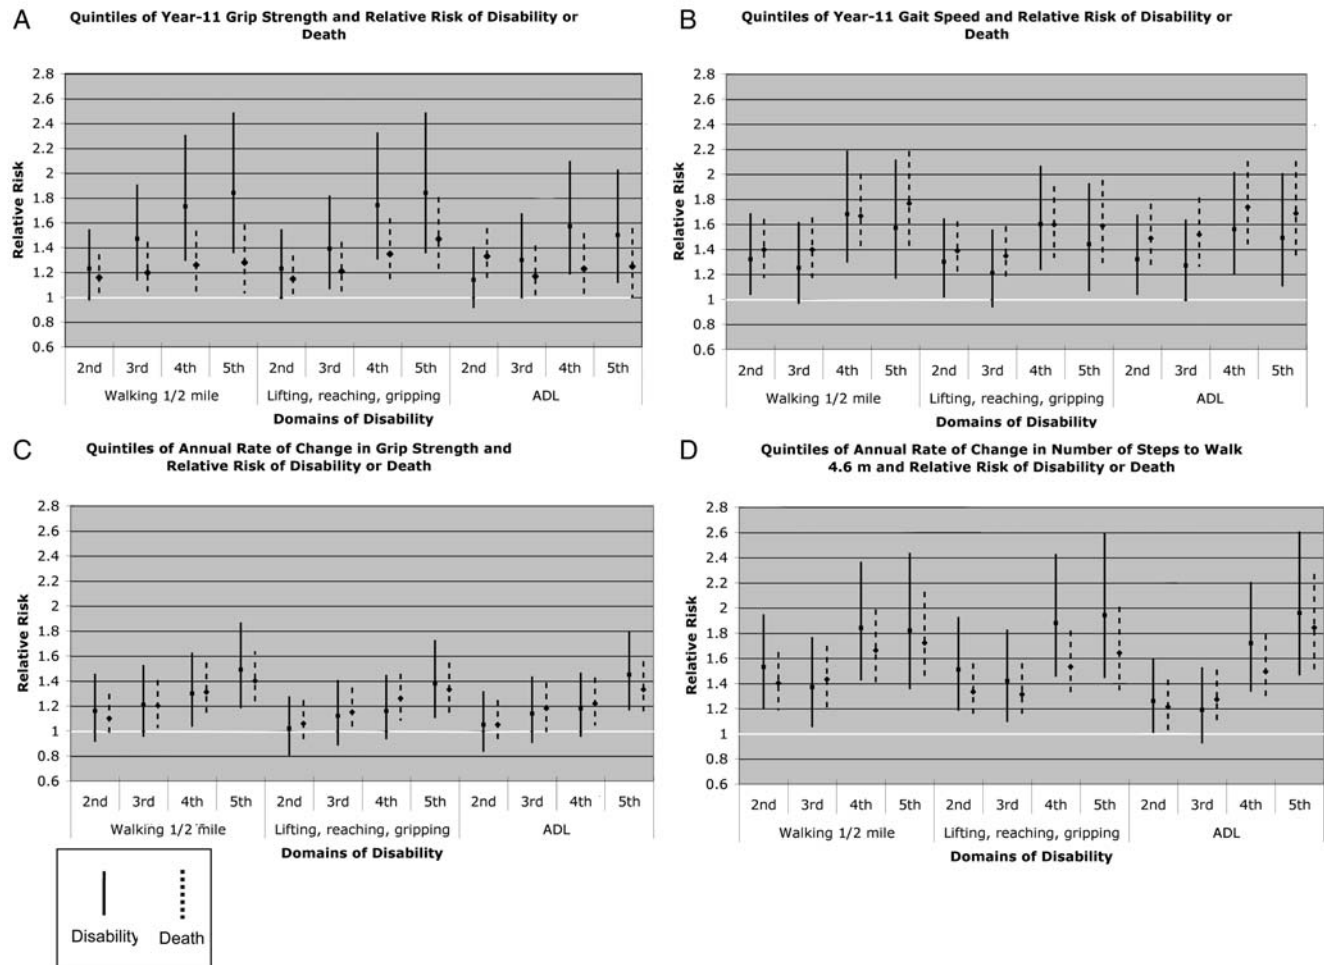 A
Quintiles of Year-11 Grip Strength and Relative Risk of Disability or
Death
Relative Risk
2.8
2.6
2.4
2.2
2
1.8
1.6
1.4
1.2
1
0.8
0.6
2nd 3rd 4th 5th 2nd 3rd 4th 5th 2nd 3rd 4th 5th
Walking 1/2 mile Lifting, reaching, gripping ADL
Domains of Disability
B
Quintiles of Year-11 Gait Speed and Relative Risk of Disability or
Death
Relative Risk
2.8
2.6
2.4
2.2
2
1.8
1.6
1.4
1.2
1
0.8
0.6
2nd 3rd 4th 5th 2nd 3rd 4th 5th 2nd 3rd 4th 5th
Walking 1/2 mile Lifting, reaching, gripping ADL
Domains of Disability
C
Quintiles of Annual Rate of Change in Grip Strength and
Relative Risk of Disability or Death
Relative Risk
2.8
2.6
2.4
2.2
2
1.8
1.6
1.4
1.2
1
0.8
0.6
2nd 3rd 4th 5th 2nd 3rd 4th 5th 2nd 3rd 4th 5th
Walking 1/2 mile Lifting, reaching, gripping ADL
Domains of Disability
D
Quintiles of Annual Rate of Change in Number of Steps to Walk
4.6 m and Relative Risk of Disability or Death
Relative Risk
2.8
2.6
2.4
2.2
2
1.8
1.6
1.4
1.2
1
0.8
0.6
2nd 3rd 4th 5th 2nd 3rd 4th 5th 2nd 3rd 4th 5th
Walking 1/2 mile Lifting, reaching, gripping ADL
Domains of Disability
Disability Death